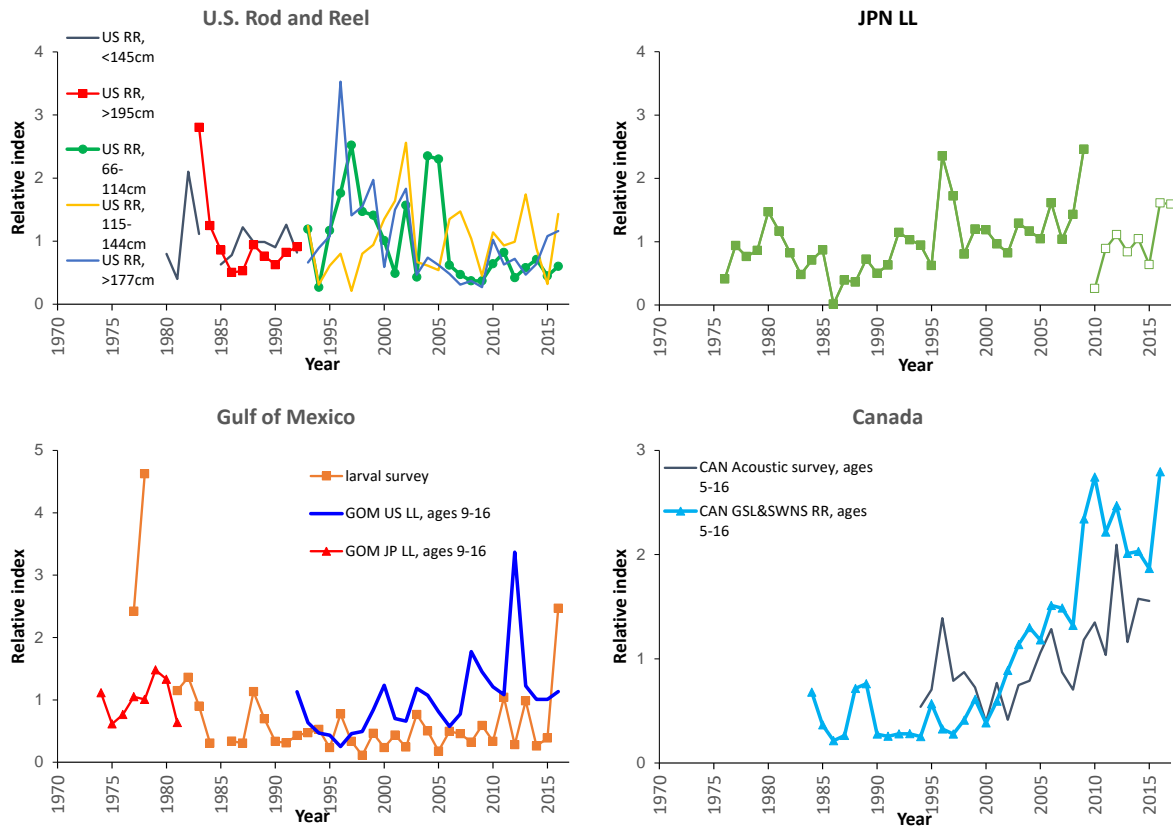 U.S. Rod and Reel
Relative index
4
3
2
1
0
US RR,
<145cm
US RR,
>195cm
US RR,
66-
114cm
US RR,
115-
144cm
US RR,
>177cm
1970
1975
1980
1985
1990
1995
2000
2005
2010
2015
Year
JPN LL
Relative index
4
3
2
1
0
1970
1975
1980
1985
1990
1995
2000
2005
2010
2015
Year
Gulf of Mexico
Relative index
5
4
3
2
1
0
larval survey
GOM US LL, ages 9-16
GOM JP LL, ages 9-16
1970
1975
1980
1985
1990
1995
2000
2005
2010
2015
Year
Canada
Relative index
3
2
1
0
CAN Acoustic survey, ages
5-16
CAN GSL&SWNS RR, ages
5-16
1970
1975
1980
1985
1990
1995
2000
2005
2010
2015
Year